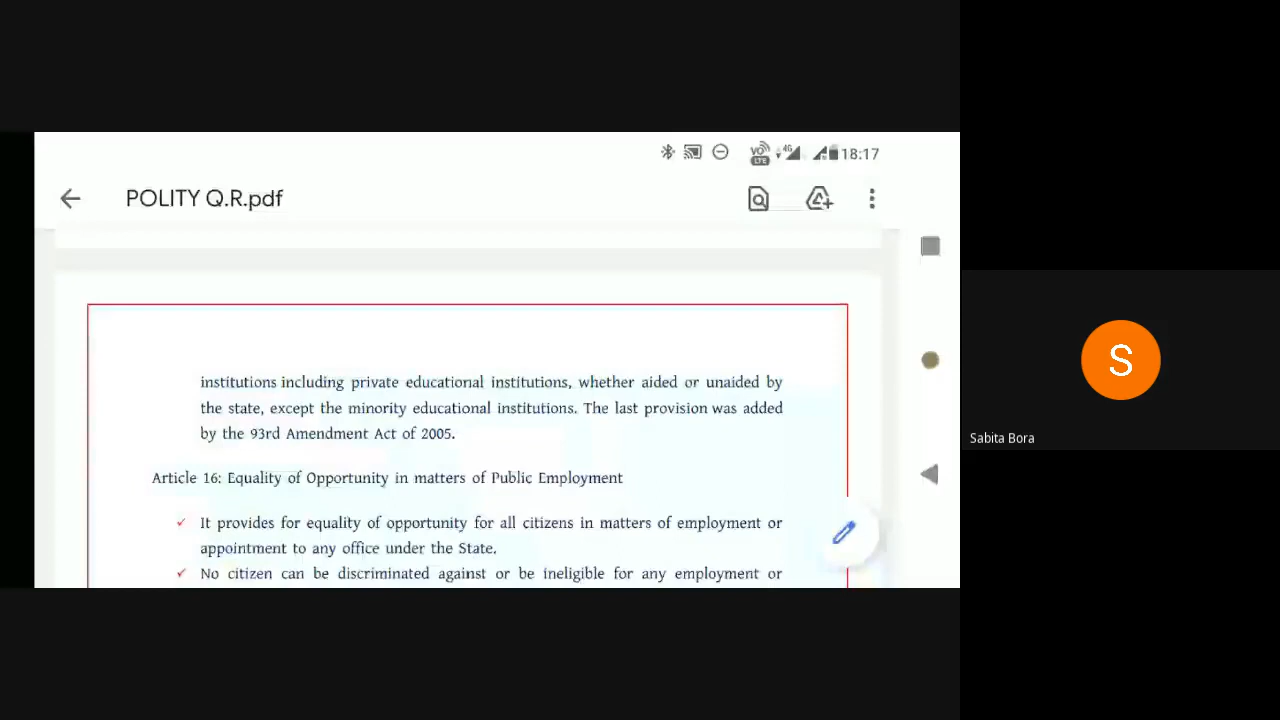 VO 4G 18:17
LTE
POLITY Q.R.pdf
institutions including private educational institutions, whether aided or unaided by
the state, except the minority educational institutions. The last provision was added
by the 93rd Amendment Act of 2005.
Article 16: Equality of Opportunity in matters of Public Employment
✓ It provides for equality of opportunity for all citizens in matters of employment or
appointment to any office under the State.
✓ No citizen can be discriminated against or be ineligible for any employment or
S
Sabita Bora